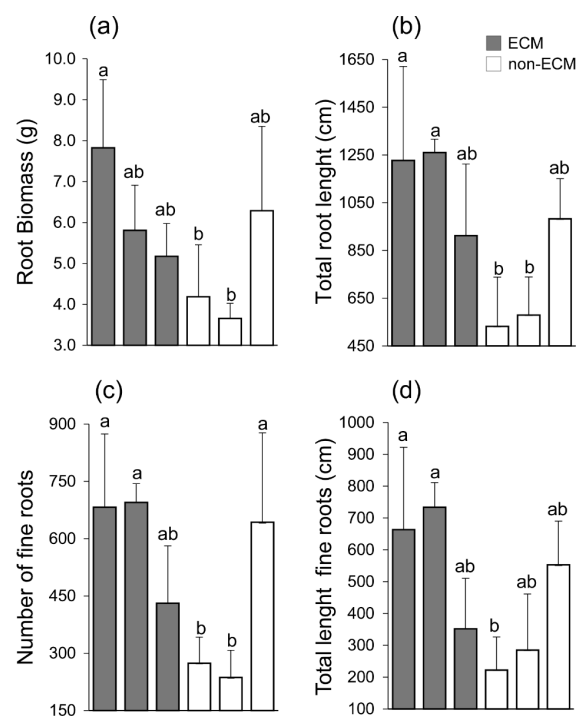 (a)
Root Biomass (g)
10.0
9.0
8.0
7.0
6.0
5.0
4.0
3.0
a
ab
ab
b
b
ab
(b)
ECM
non-ECM
Total root lenght (cm)
1650
1450
1250
1050
850
650
450
a
a
ab
b
b
ab
(c)
Number of fine roots
900
750
600
450
300
150
a
a
ab
b
b
a
(d)
Total lenght fine roots (cm)
1000
900
800
700
600
500
400
300
200
100
a
a
ab
b
ab
ab